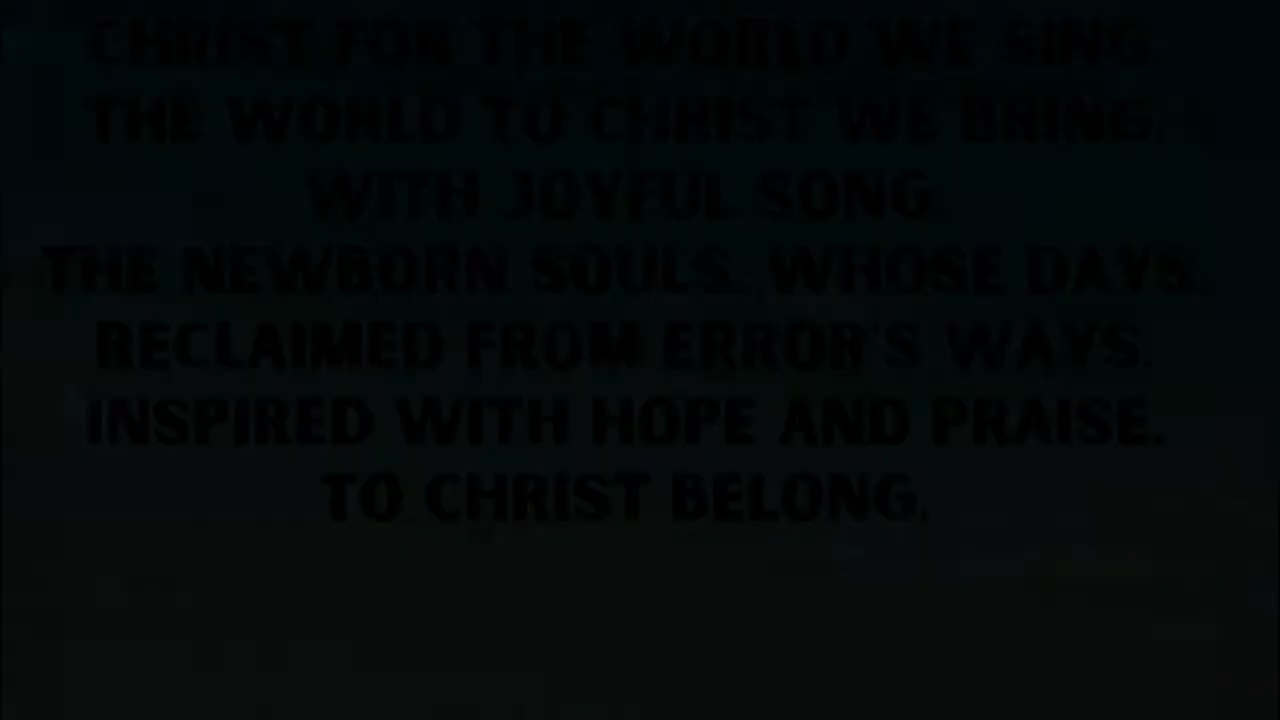 CHRIST FOR THE WORLD WE SING
THE WORLD TO CHRIST WE BRING,
WITH JOYFUL SONG
THE NEWBORN SOULS, WHOSE DAYS,
RECLAIMED FROM ERROR'S WAYS,
INSPIRED WITH HOPE AND PRAISE,
TO CHRIST BELONG.